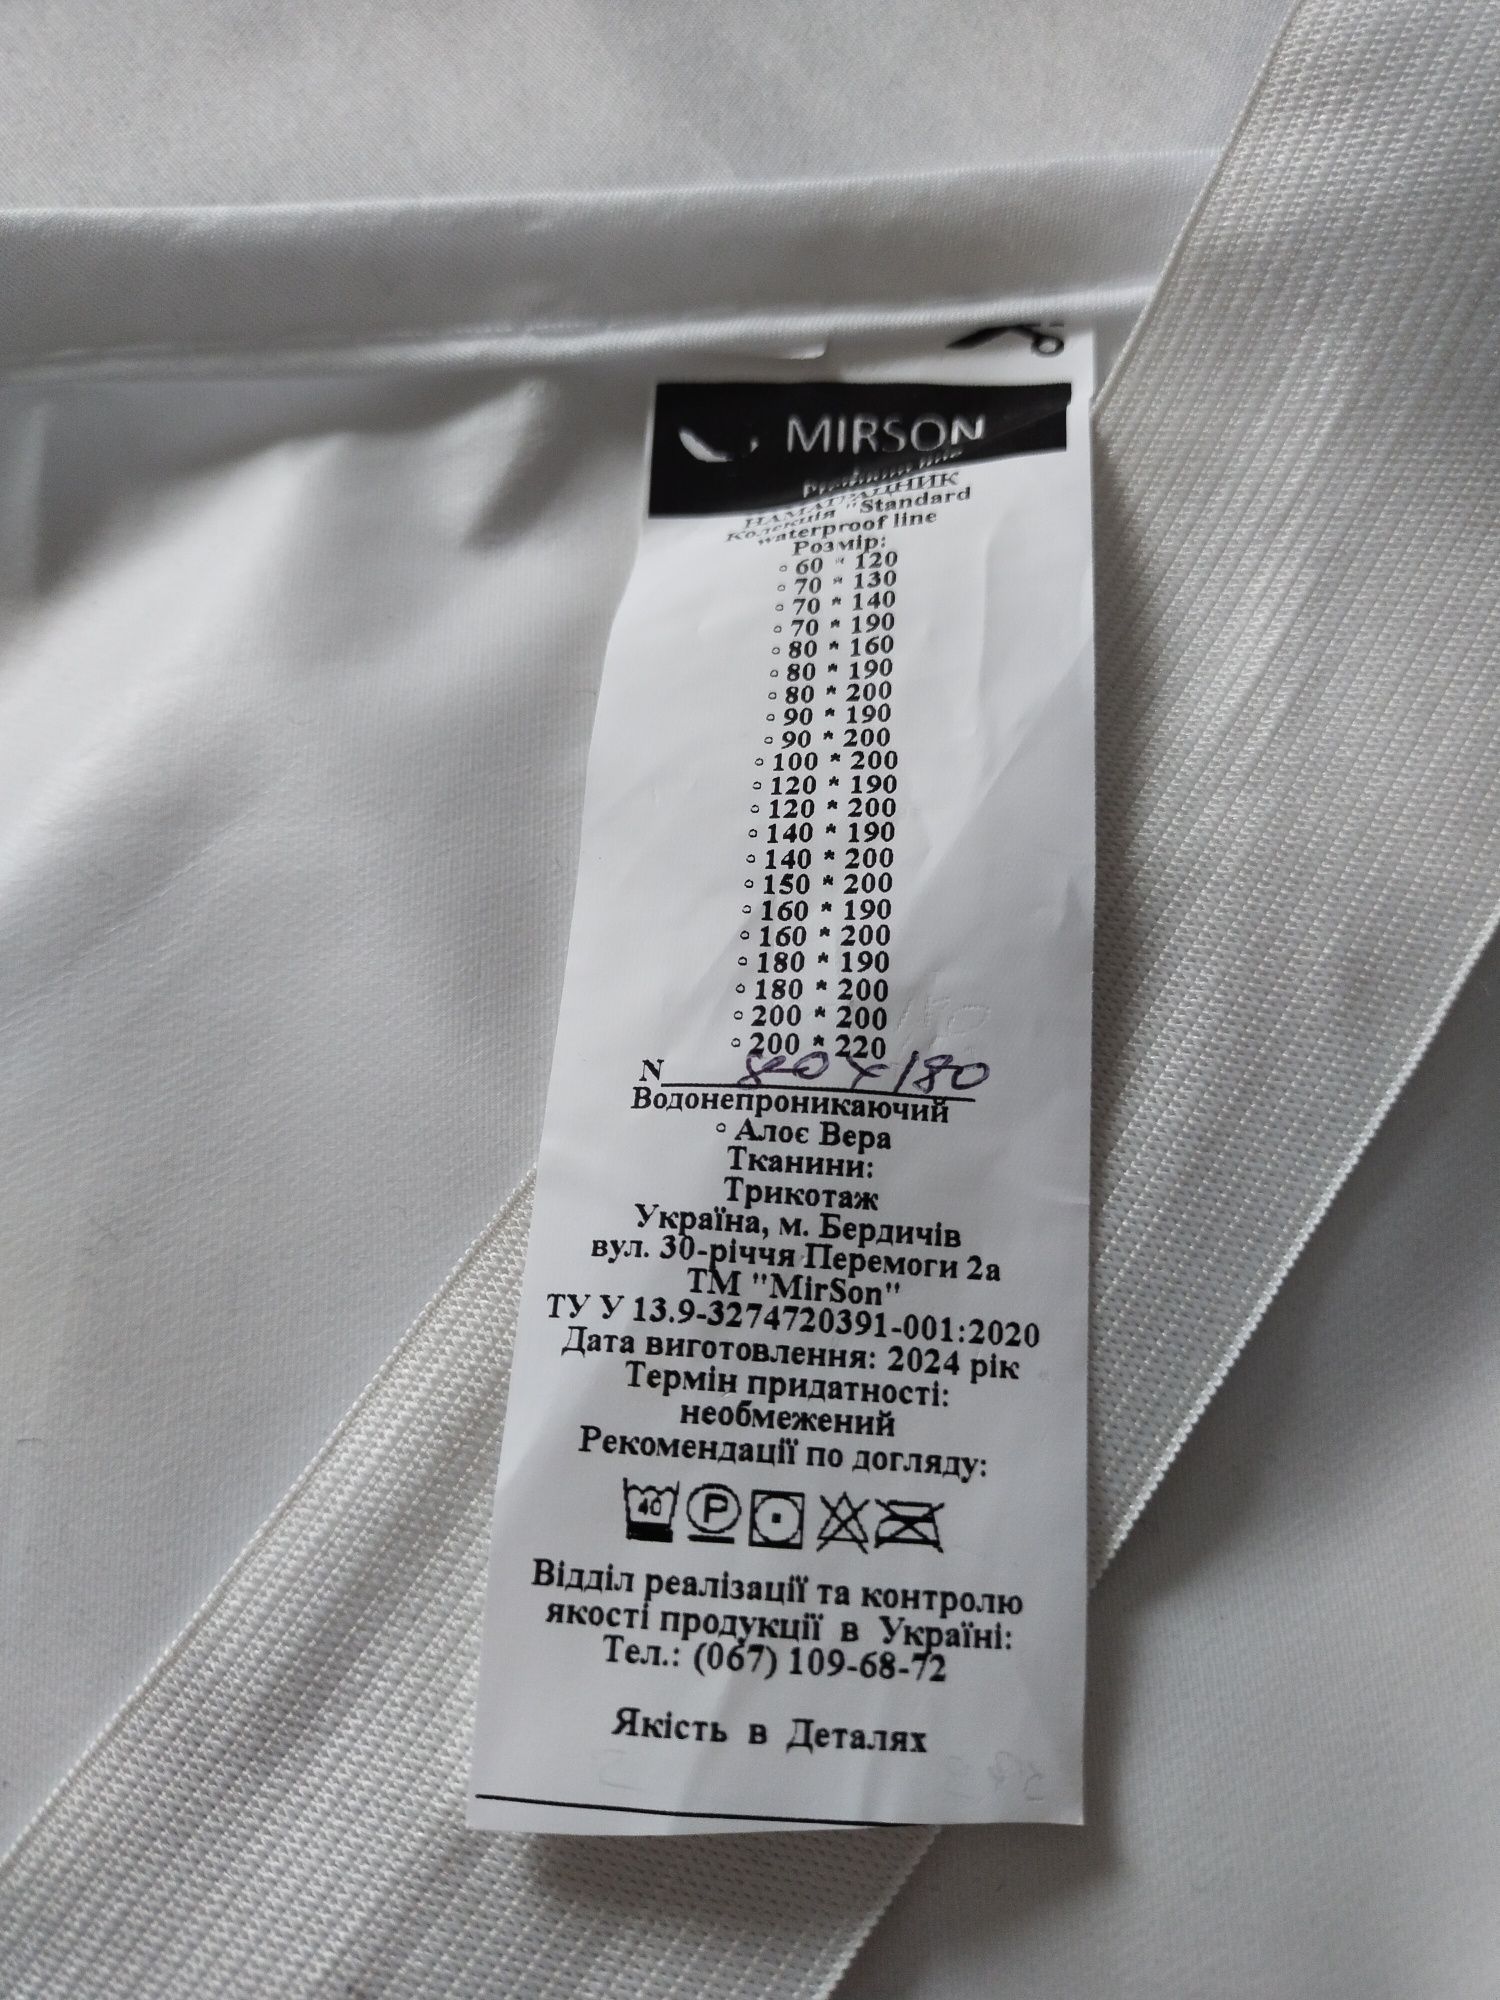 MIRSON
НАМАТРАЦНИК
Колекція "Standard
waterproof line
Розмір:
▫ 60 * 120
▫ 70 * 130
▫ 70 * 140
▫ 70 * 190
▫ 80 * 160
▫ 80 * 190
▫ 80 * 200
▫ 90 * 190
▫ 90 * 200
▫ 100 * 200
▫ 120 * 190
▫ 120 * 200
▫ 140 * 190
▫ 140 * 200
▫ 150 * 200
▫ 160 * 190
▫ 160 * 200
▫ 180 * 190
▫ 180 * 200
▫ 200 * 200
▫ 200 * 220
N 80 x 180
Водонепроникаючий
▫ Алоє Вера
Тканини:
Трикотаж
Україна, м. Бердичів
вул. 30-річчя Перемоги 2а
ТМ "MirSon"
ТУ У 13.9-3274720391-001:2020
Дата виготовлення: 2024 рік
Термін придатності:
необмежений
Рекомендації по догляду:
40 P
Відділ реалізації та контролю
якості продукції в Україні:
Тел.: (067) 109-68-72
Якість в Деталях